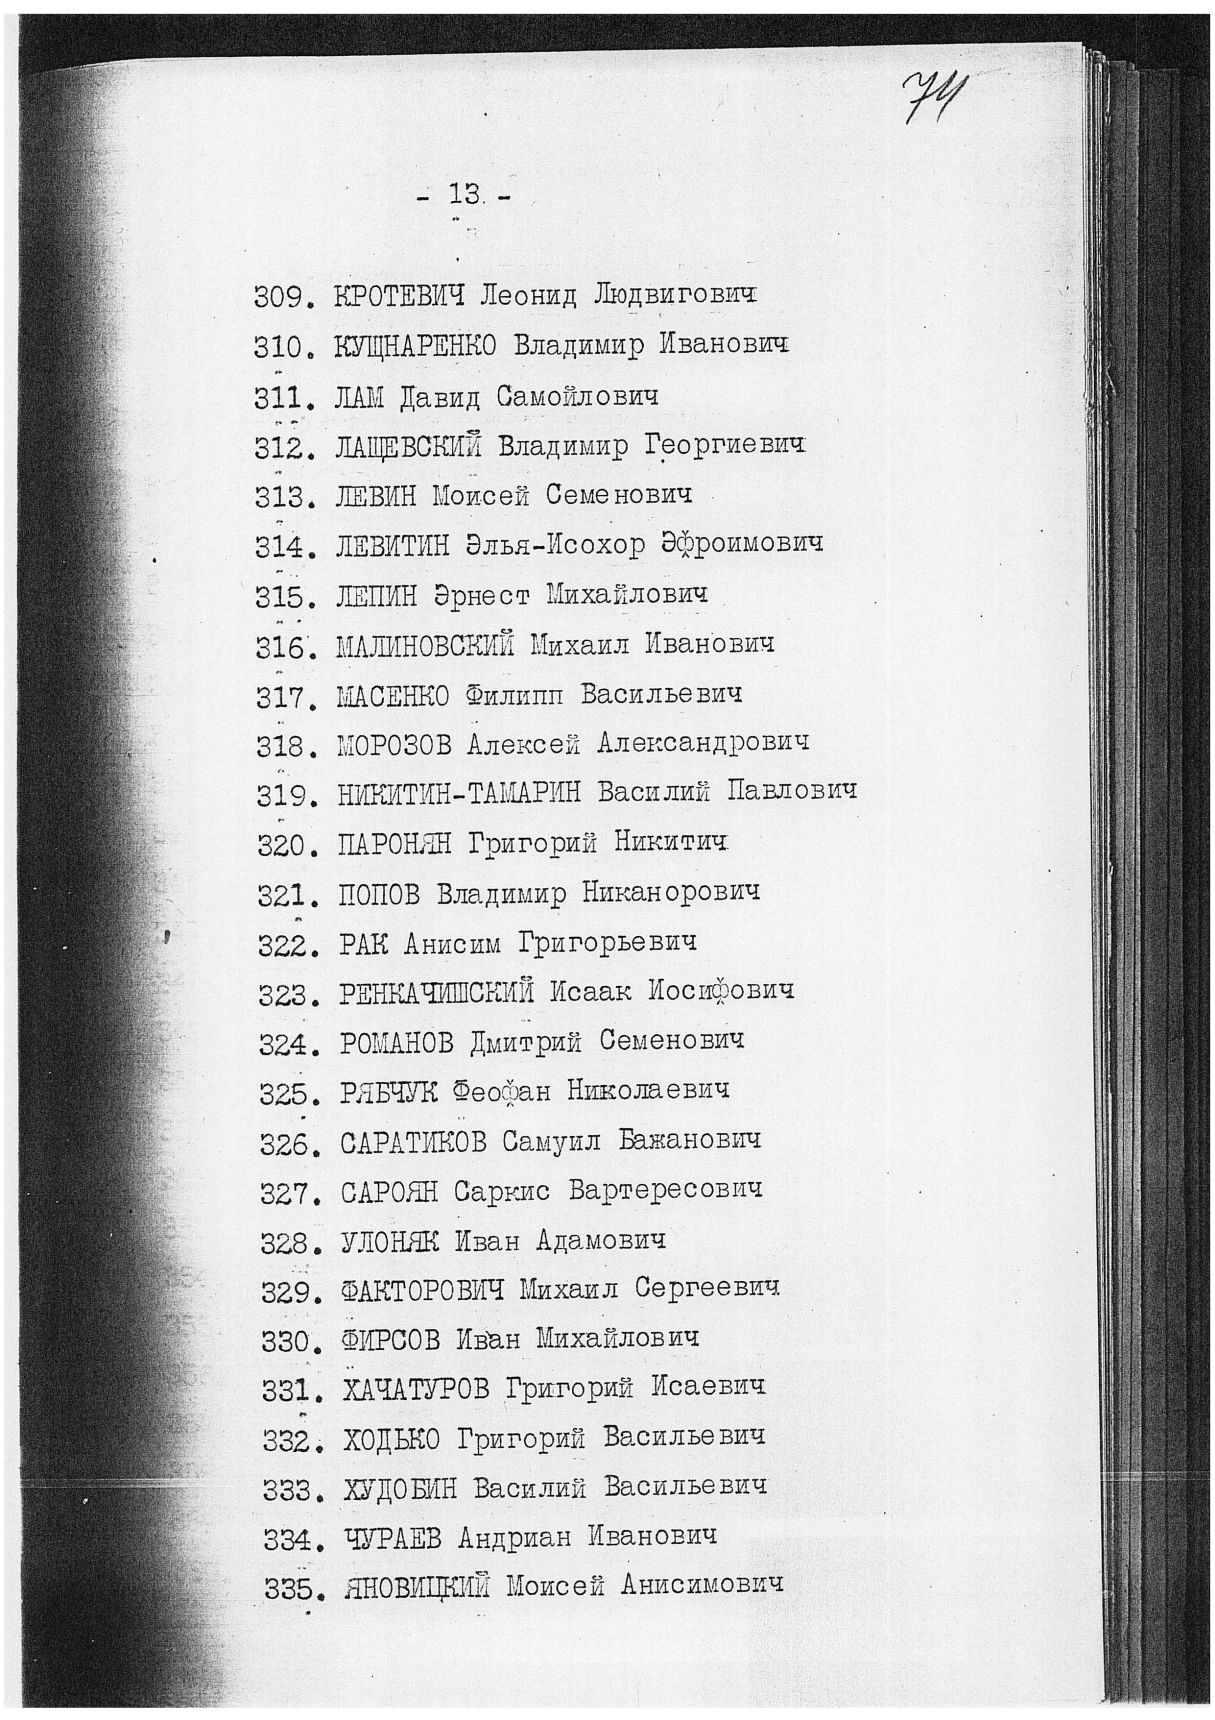 74
- 13 -
309. КРОТЕВИЧ Леонид Людвигович
310. КУЩНАРЕНКО Владимир Иванович
311. ЛАМ Давид Самойлович
312. ЛАЩЕВСКИЙ Владимир Георгиевич
313. ЛЕВИН Моисей Семенович
314. ЛЕВИТИН Элья-Исохор Эфроимович
315. ЛЕПИН Эрнест Михайлович
316. МАЛИНОВСКИЙ Михаил Иванович
317. МАСЕНКО Филипп Васильевич
318. МОРОЗОВ Алексей Александрович
319. НИКИТИН-ТАМАРИН Василий Павлович
320. ПАРОНЯН Григорий Никитич
321. ПОПОВ Владимир Никанорович
322. РАК Анисим Григорьевич
323. РЕНКАЧИШСКИЙ Исаак Иосифович
324. РОМАНОВ Дмитрий Семенович
325. РЯБЧУК Феофан Николаевич
326. САРАТИКОВ Самуил Бажанович
327. САРОЯН Саркис Вартересович
328. УЛОНЯК Иван Адамович
329. ФАКТОРОВИЧ Михаил Сергеевич
330. ФИРСОВ Иван Михайлович
331. ХАЧАТУРОВ Григорий Исаевич
332. ХОДЬКО Григорий Васильевич
333. ХУДОБИН Василий Васильевич
334. ЧУРАЕВ Андриан Иванович
335. ЯНОВИЦКИЙ Моисей Анисимович